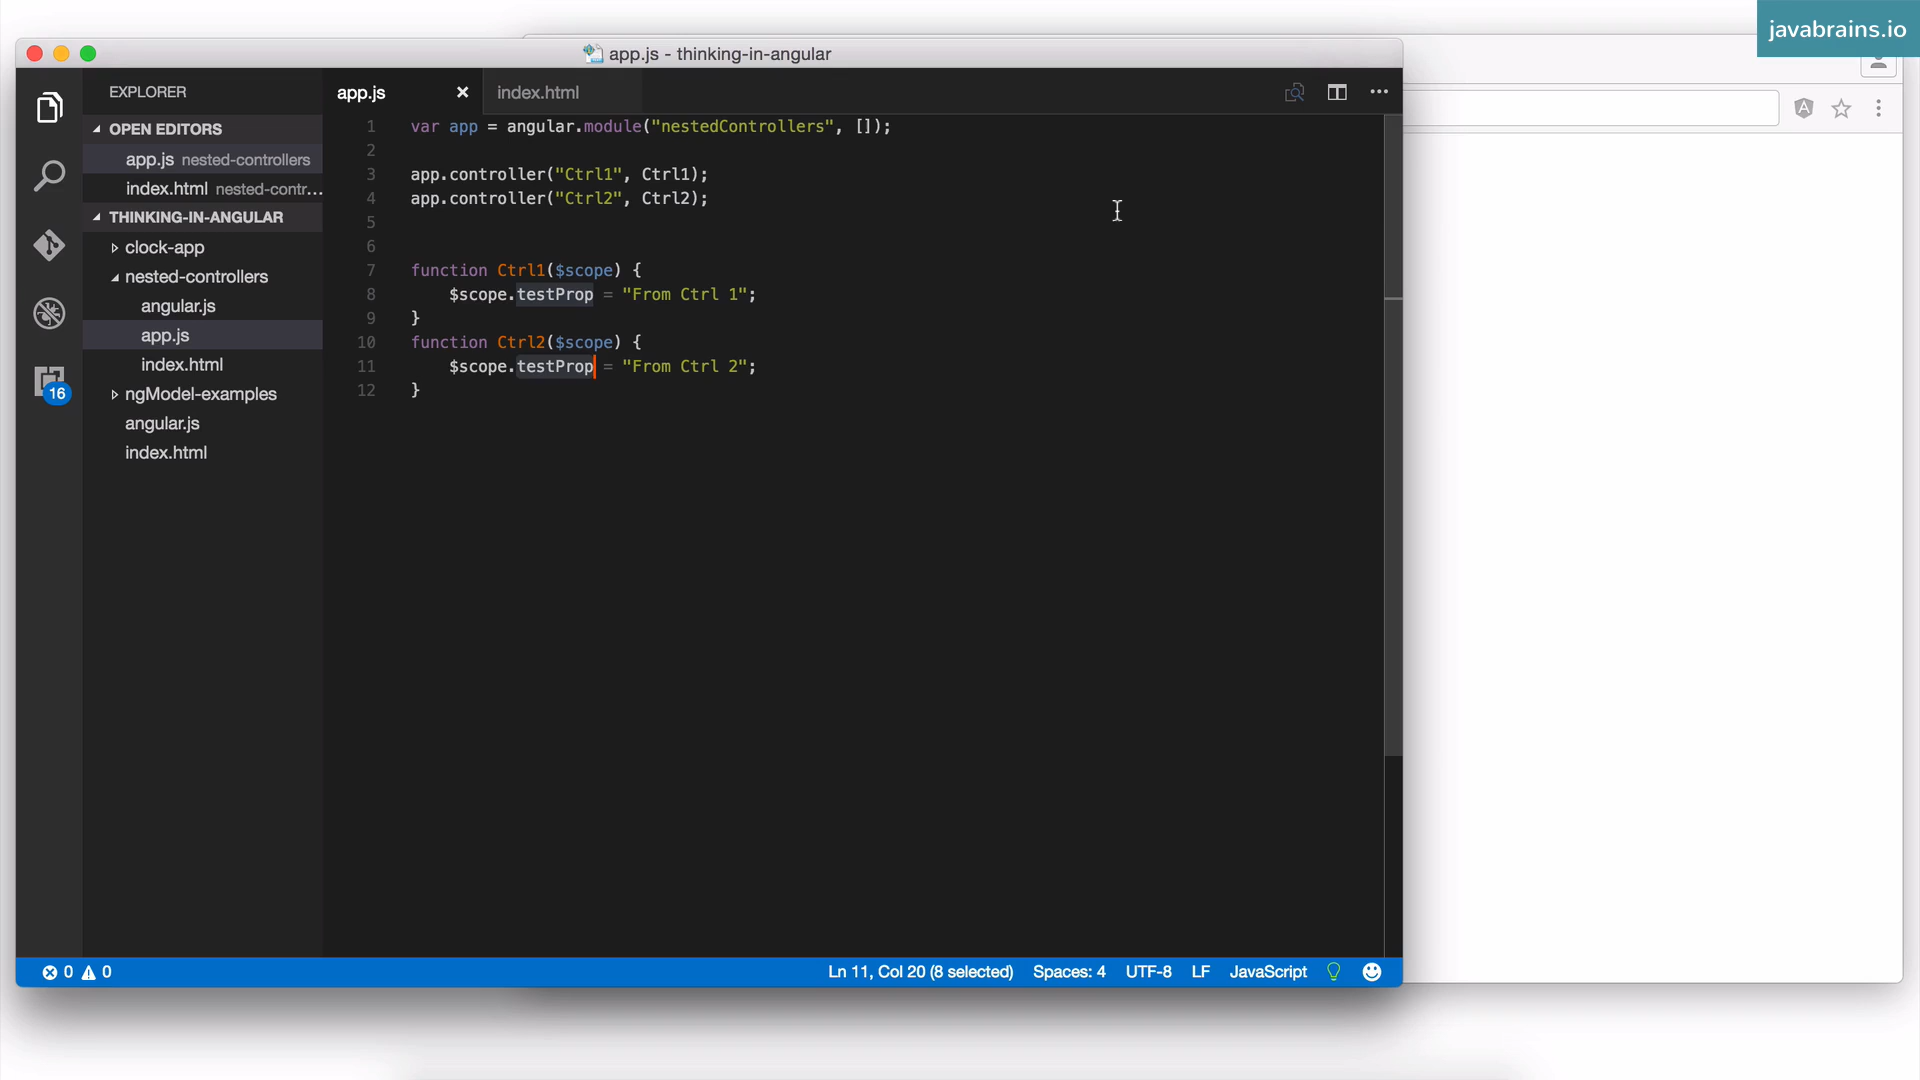 javabrains.io
app.js - thinking-in-angular
EXPLORER
OPEN EDITORS
app.js nested-controllers
index.html nested-contr...
THINKING-IN-ANGULAR
clock-app
nested-controllers
angular.js
app.js
index.html
ngModel-examples
angular.js
index.html
16
app.js
index.html
1 var app = angular.module("nestedControllers", []);
2
3 app.controller("Ctrl1", Ctrl1);
4 app.controller("Ctrl2", Ctrl2);
5
6
7 function Ctrl1($scope) {
8 $scope.testProp = "From Ctrl 1";
9 }
10 function Ctrl2($scope) {
11 $scope.testProp = "From Ctrl 2";
12 }
0 0 Ln 11, Col 20 (8 selected) Spaces: 4 UTF-8 LF JavaScript